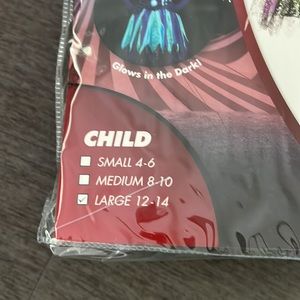 Glows in the Dark!
CHILD
SMALL 4-6
MEDIUM 8-10
LARGE 12-14